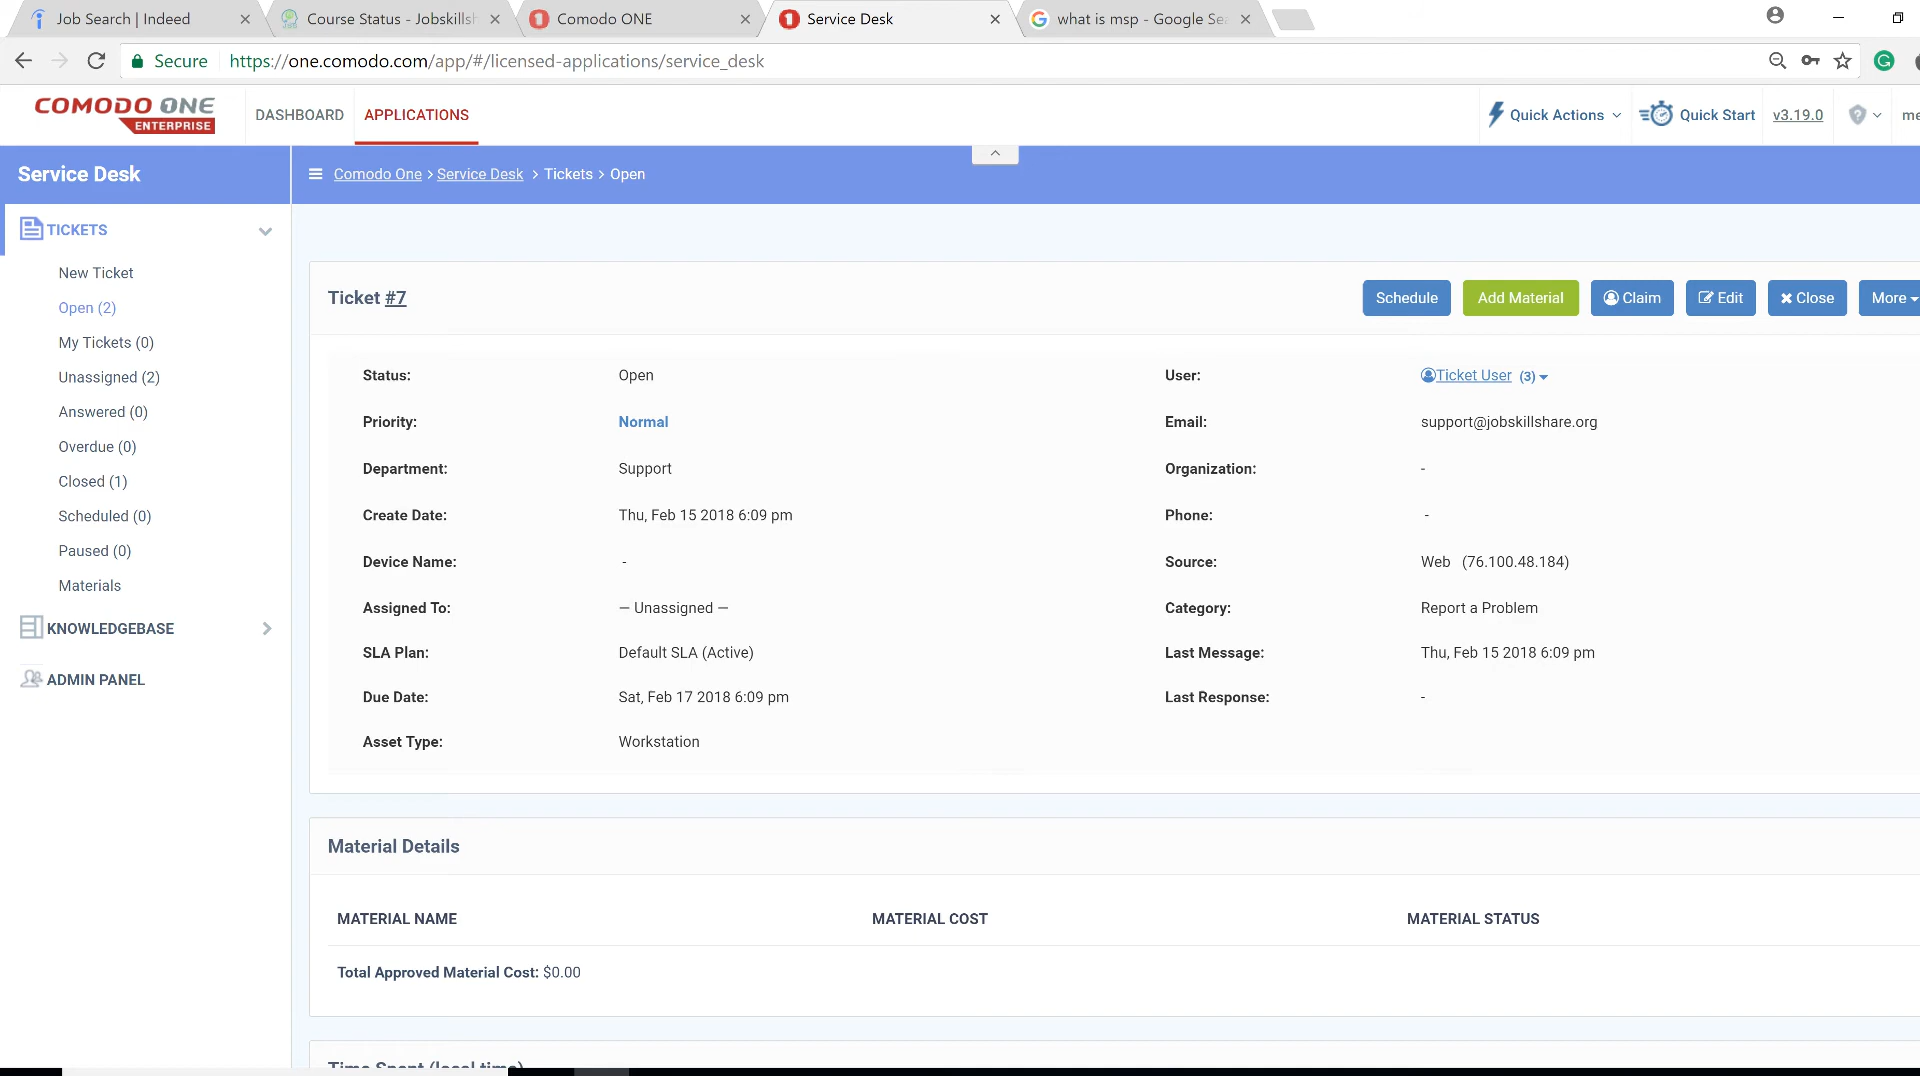 Job Search | Indeed
Course Status - Jobskillsh
Comodo ONE
Service Desk
what is msp - Google Sea
Secure
https://one.comodo.com/app/#/licensed-applications/service_desk
COMODO ONE
ENTERPRISE
DASHBOARD
APPLICATIONS
Quick Actions
Quick Start
v3.19.0
me
Service Desk
Comodo One > Service Desk > Tickets > Open
TICKETS
New Ticket
Open (2)
My Tickets (0)
Unassigned (2)
Answered (0)
Overdue (0)
Closed (1)
Scheduled (0)
Paused (0)
Materials
KNOWLEDGEBASE
ADMIN PANEL
Ticket #7
Schedule
Add Material
Claim
Edit
Close
More
Status: Open
User: Ticket User (3)
Priority: Normal
Email: support@jobskillshare.org
Department: Support
Organization: -
Create Date: Thu, Feb 15 2018 6:09 pm
Phone: -
Device Name: -
Source: Web (76.100.48.184)
Assigned To: — Unassigned —
Category: Report a Problem
SLA Plan: Default SLA (Active)
Last Message: Thu, Feb 15 2018 6:09 pm
Due Date: Sat, Feb 17 2018 6:09 pm
Last Response: -
Asset Type: Workstation
Material Details
MATERIAL NAME
MATERIAL COST
MATERIAL STATUS
Total Approved Material Cost: $0.00
Time Spent (local time)